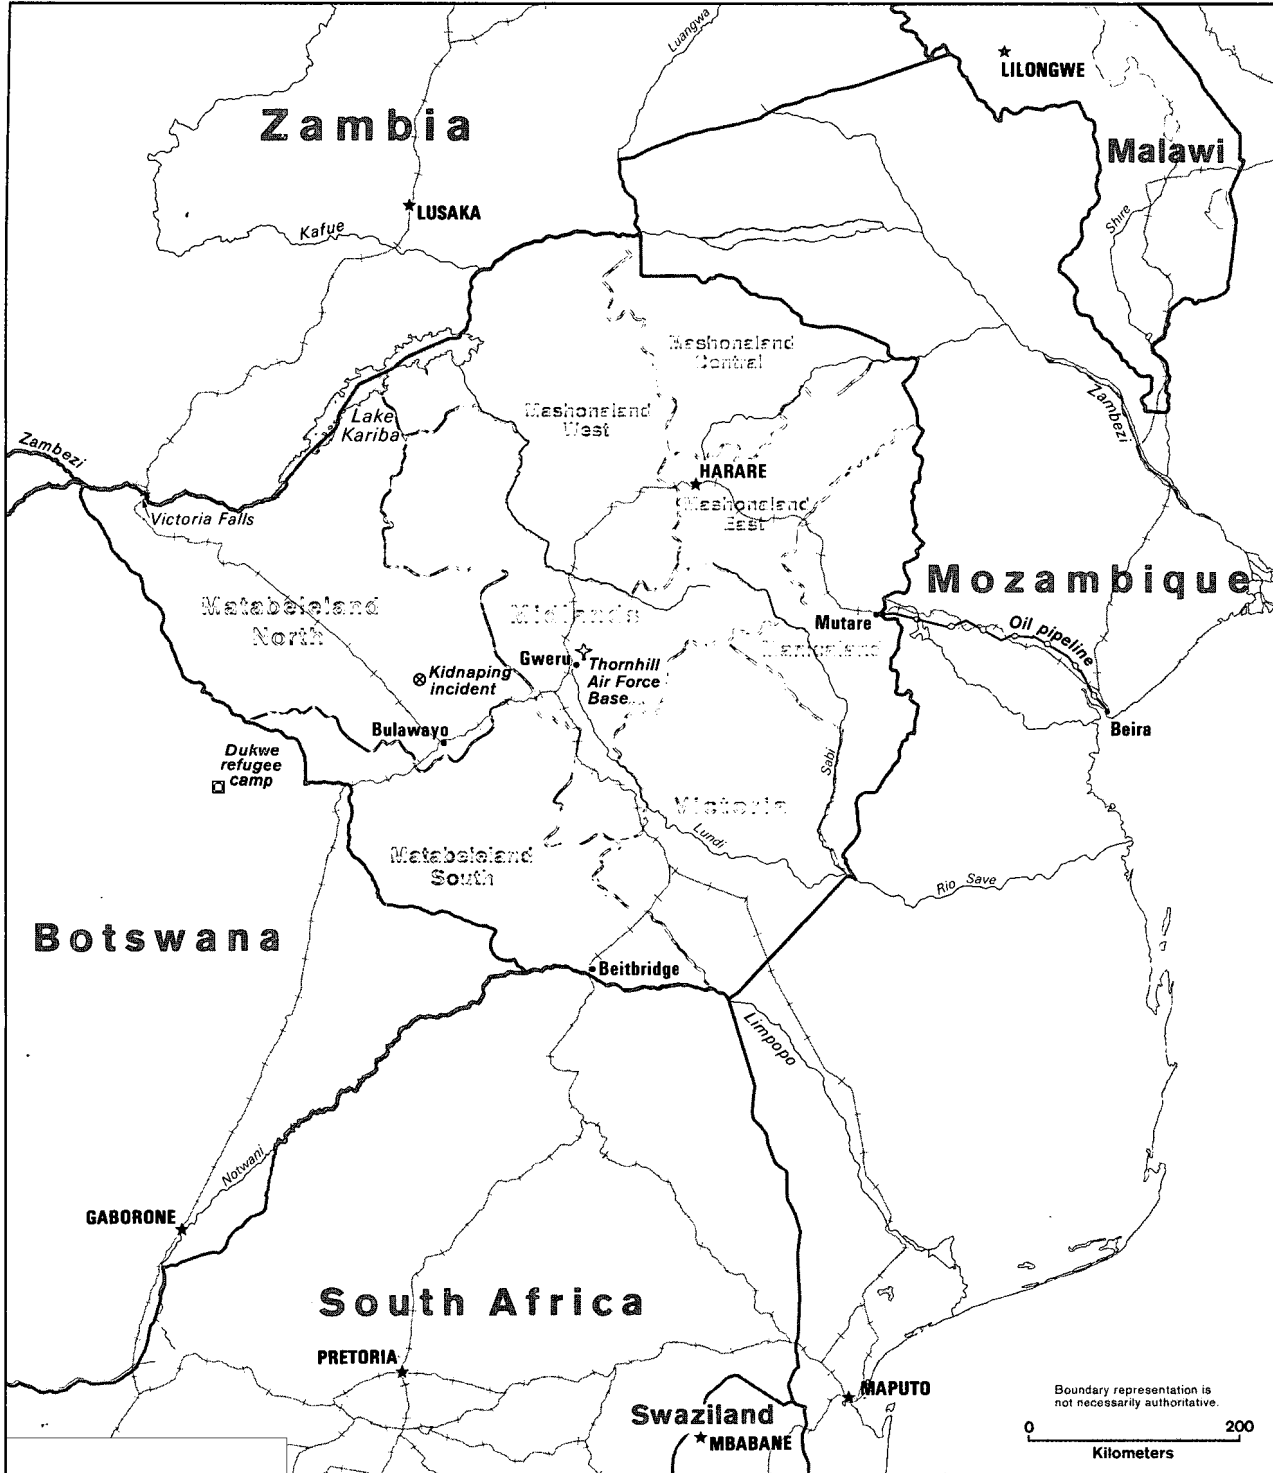 Luangwa
LILONGWE
Zambia
Malawi
LUSAKA
Kafue
Shire
Mashonaland
Central
Zambezi
Mashonaland
West
Lake
Kariba
Zambezi
HARARE
Mashonaland
East
Victoria Falls
Mozambique
Matabeleland
North
Midlands
Mutare
Oil pipeline
Manicaland
Gweru
Thornhill
Air Force
Base
Kidnaping
incident
Bulawayo
Beira
Dukwe
refugee
camp
Sabi
Victoria
Lundi
Matabeleland
South
Rio Save
Botswana
Beitbridge
Limpopo
Notwani
GABORONE
South Africa
PRETORIA
MAPUTO
Swaziland
MBABANE
Boundary representation is
not necessarily authoritative.
0 200
Kilometers